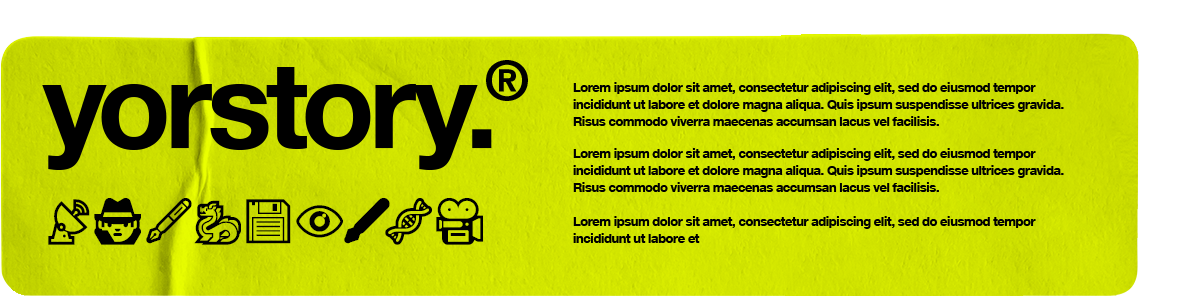 yorstory.®
Lorem ipsum dolor sit amet, consectetur adipiscing elit, sed do eiusmod tempor
incididunt ut labore et dolore magna aliqua. Quis ipsum suspendisse ultrices gravida.
Risus commodo viverra maecenas accumsan lacus vel facilisis.
Lorem ipsum dolor sit amet, consectetur adipiscing elit, sed do eiusmod tempor
incididunt ut labore et dolore magna aliqua. Quis ipsum suspendisse ultrices gravida.
Risus commodo viverra maecenas accumsan lacus vel facilisis.
Lorem ipsum dolor sit amet, consectetur adipiscing elit, sed do eiusmod tempor
incididunt ut labore et